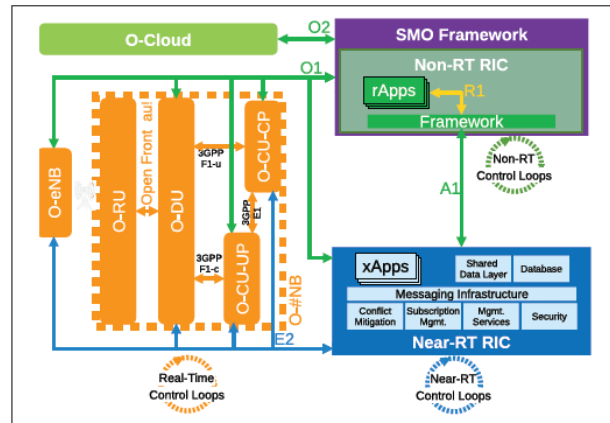 O-Cloud
O2
SMO Framework
Non-RT RIC
O1
rApps
R1
Framework
Open Front
au!
O-CU-CP
3GPP
F1-u
O-eNB
O-RU
O-DU
3GPP
E1
Non-RT
Control Loops
A1
O-CU-UP
3GPP
F1-c
O-#NB
xApps
Shared
Data Layer
Database
Messaging Infrastructure
Conflict
Mitigation
Subscription
Mgmt.
Mgmt.
Services
Security
E2
Near-RT RIC
Real-Time
Control Loops
Near-RT
Control Loops